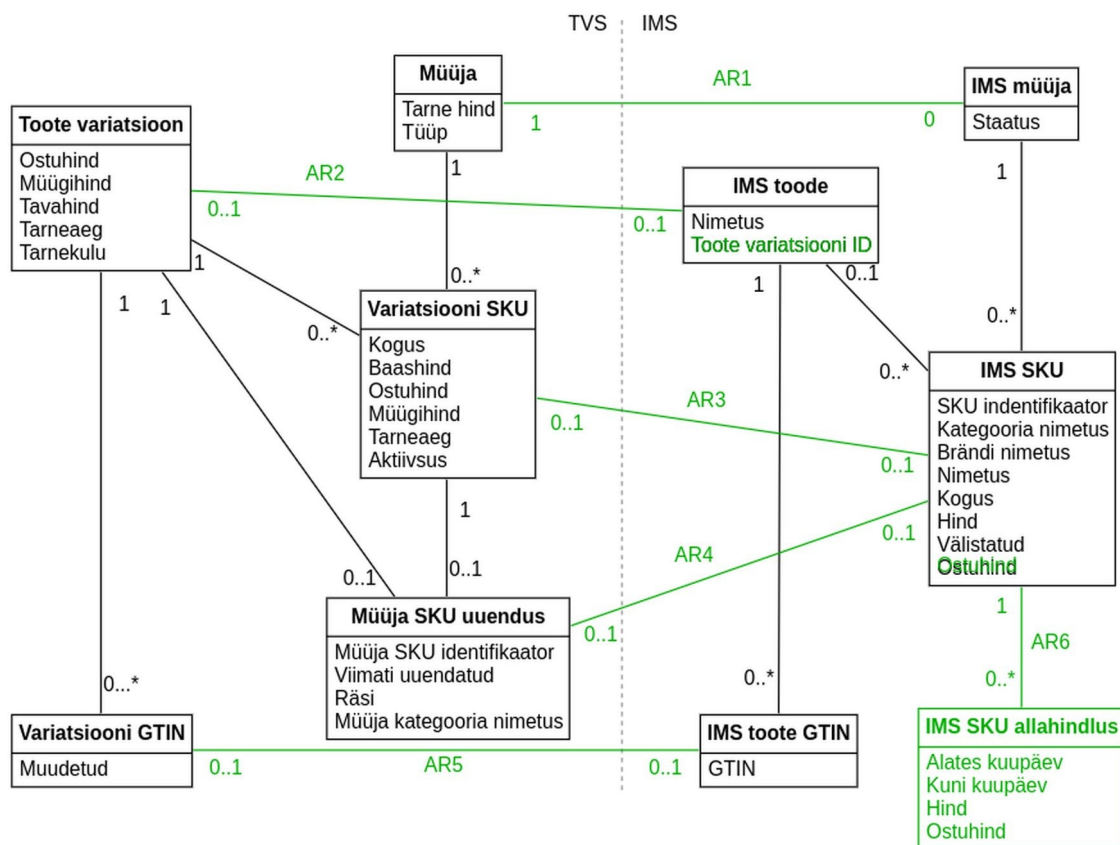 TVS
IMS
Müüja
Tarne hind
Tüüp
AR1
1
0
IMS müüja
Staatus
Toote variatsioon
Ostuhind
Müügihind
Tavahind
Tarneaeg
Tarnekulu
AR2
0..1
0..1
IMS toode
Nimetus
Toote variatsiooni ID
1
1
1
0..1
1
1
1
0..*
0..*
0..*
0..*
Variatsiooni SKU
Kogus
Baashind
Ostuhind
Müügihind
Tarneaeg
Aktiivsus
AR3
0..1
0..1
IMS SKU
SKU indentifikaator
Kategooria nimetus
Brändi nimetus
Nimetus
Kogus
Hind
Välistatud
Ostuhind
1
0..1
0..1
AR4
0..1
0..1
Müüja SKU uuendus
Müüja SKU identifikaator
Viimati uuendatud
Räsi
Müüja kategooria nimetus
1
AR6
0..*
0...*
0..*
Variatsiooni GTIN
Muudetud
0..1
AR5
0..1
IMS toote GTIN
GTIN
IMS SKU allahindlus
Alates kuupäev
Kuni kuupäev
Hind
Ostuhind